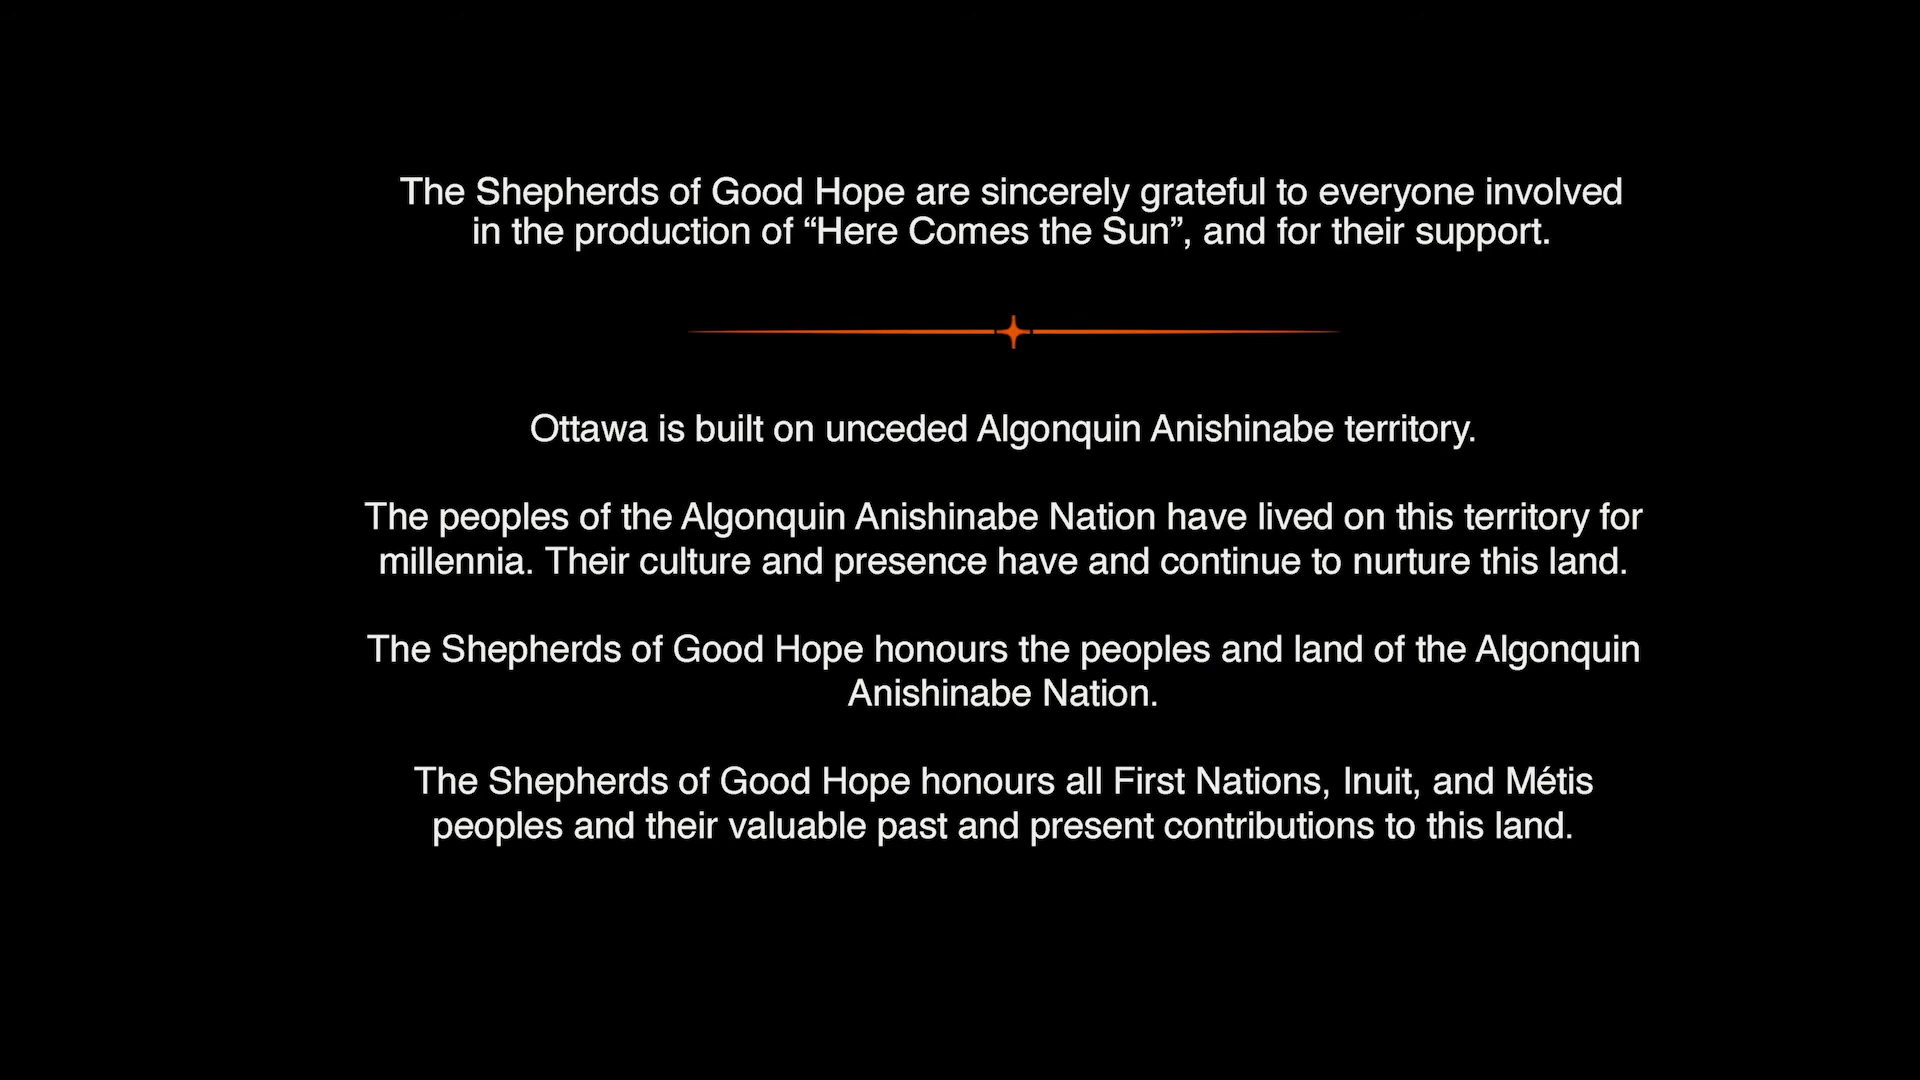 The Shepherds of Good Hope are sincerely grateful to everyone involved
in the production of “Here Comes the Sun”, and for their support.
Ottawa is built on unceded Algonquin Anishinabe territory.
The peoples of the Algonquin Anishinabe Nation have lived on this territory for
millennia. Their culture and presence have and continue to nurture this land.
The Shepherds of Good Hope honours the peoples and land of the Algonquin
Anishinabe Nation.
The Shepherds of Good Hope honours all First Nations, Inuit, and Métis
peoples and their valuable past and present contributions to this land.